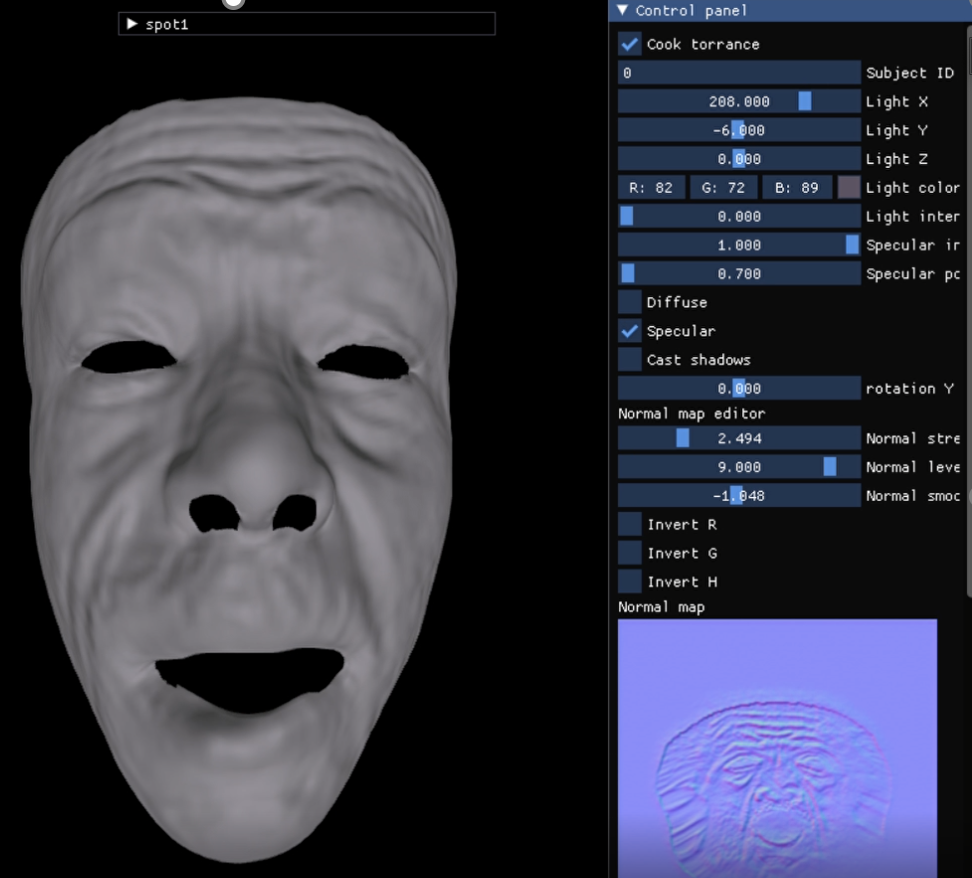 spot1
Control panel
Cook torrance
0 Subject ID
208.000 Light X
-6.000 Light Y
0.000 Light Z
R: 82 G: 72 B: 89 Light color
0.000 Light inter
1.000 Specular ir
0.700 Specular po
Diffuse
Specular
Cast shadows
0.000 rotation Y
Normal map editor
2.494 Normal stre
9.000 Normal leve
-1.048 Normal smoc
Invert R
Invert G
Invert H
Normal map